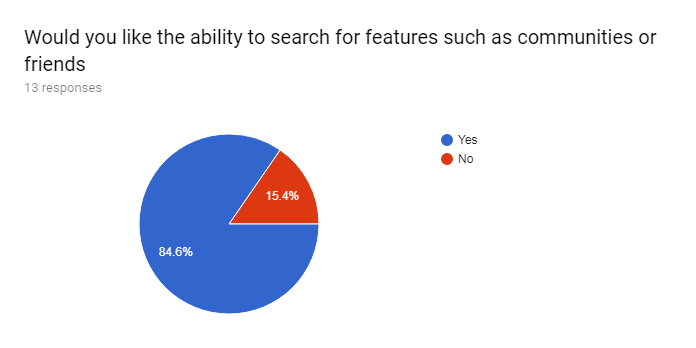 Would you like the ability to search for features such as communities or
friends
13 responses
Yes
No
15.4%
84.6%